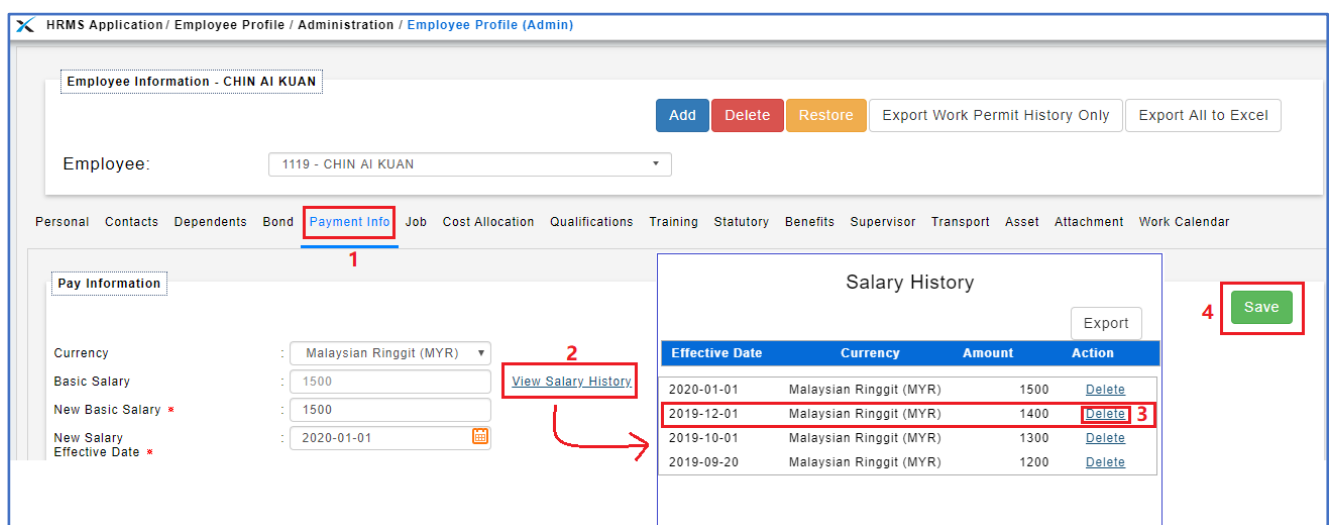 HRMS Application / Employee Profile / Administration / Employee Profile (Admin)
Employee Information - CHIN AI KUAN
Add Delete Restore Export Work Permit History Only Export All to Excel
Employee: 1119 - CHIN AI KUAN
Personal Contacts Dependents Bond Payment Info Job Cost Allocation Qualifications Training Statutory Benefits Supervisor Transport Asset Attachment Work Calendar
1
Pay Information
Currency : Malaysian Ringgit (MYR)
Basic Salary : 1500 View Salary History
2
New Basic Salary * : 1500
New Salary
Effective Date * : 2020-01-01
Salary History
Export
Effective Date Currency Amount Action
2020-01-01 Malaysian Ringgit (MYR) 1500 Delete
2019-12-01 Malaysian Ringgit (MYR) 1400 Delete 3
2019-10-01 Malaysian Ringgit (MYR) 1300 Delete
2019-09-20 Malaysian Ringgit (MYR) 1200 Delete
4 Save